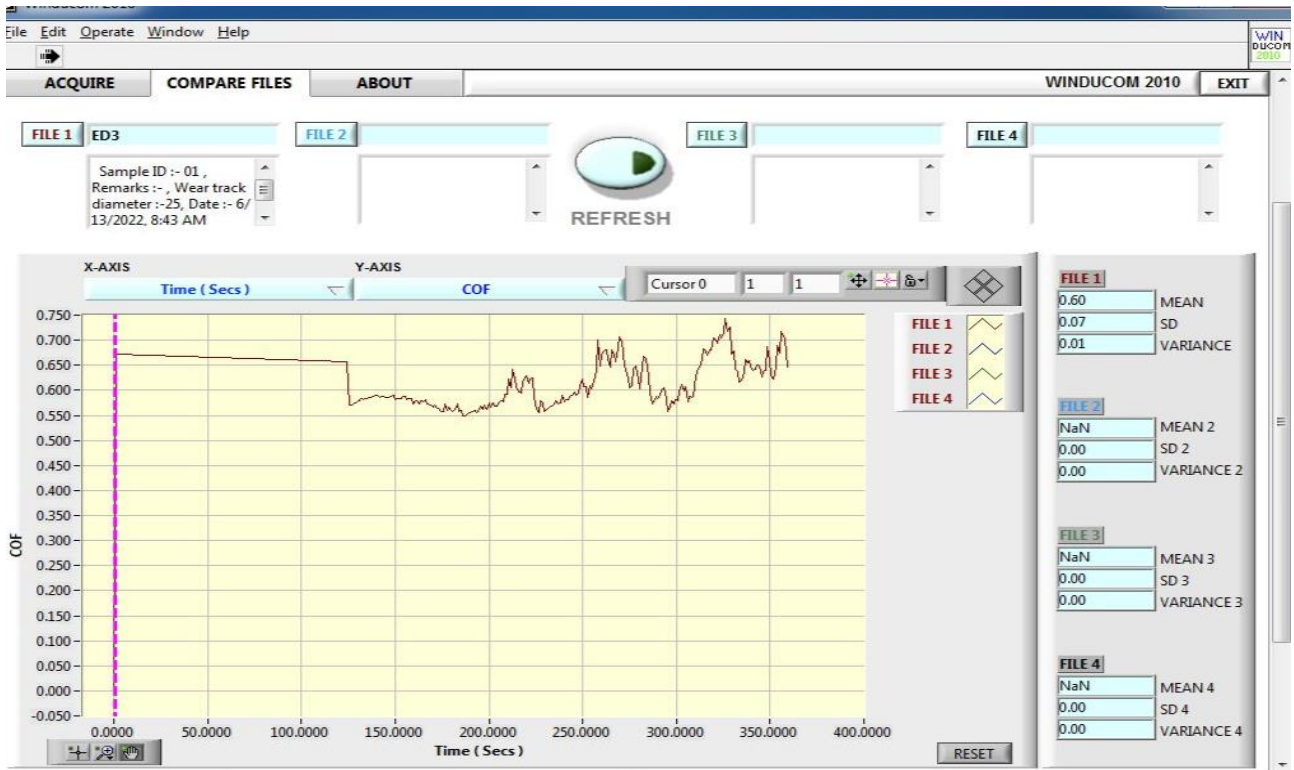 File Edit Operate Window Help
WIN
DUCOM
2010
ACQUIRE COMPARE FILES ABOUT WINDUCOM 2010 EXIT
FILE 1 ED3 FILE 2 FILE 3 FILE 4
Sample ID :- 01 ,
Remarks :- , Wear track
diameter :-25, Date :- 6/
13/2022, 8:43 AM
REFRESH
X-AXIS Y-AXIS
Time ( Secs ) COF Cursor 0 1 1
0.750
0.700
0.650
0.600
0.550
0.500
0.450
0.400
0.350
0.300
0.250
0.200
0.150
0.100
0.050
0.000
-0.050
COF
0.0000 50.0000 100.0000 150.0000 200.0000 250.0000 300.0000 350.0000 400.0000
Time ( Secs )
FILE 1
FILE 2
FILE 3
FILE 4
RESET
FILE 1
0.60 MEAN
0.07 SD
0.01 VARIANCE
FILE 2
NaN MEAN 2
0.00 SD 2
0.00 VARIANCE 2
FILE 3
NaN MEAN 3
0.00 SD 3
0.00 VARIANCE 3
FILE 4
NaN MEAN 4
0.00 SD 4
0.00 VARIANCE 4